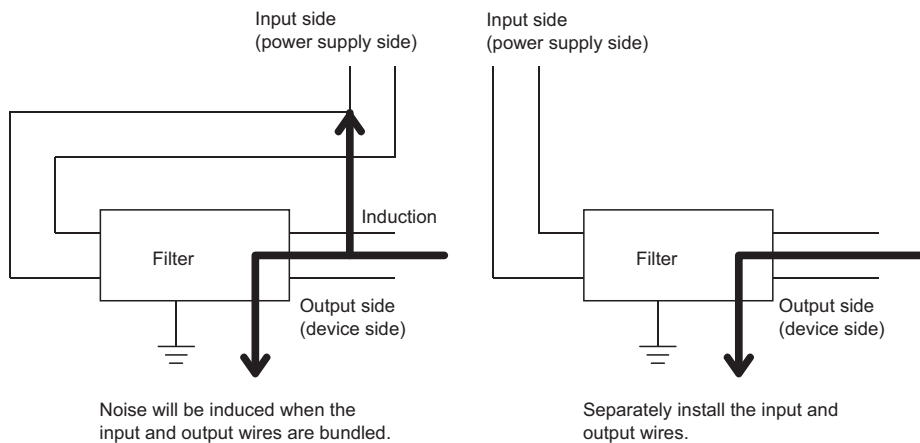 Input side
(power supply side)
Induction
Filter
Output side
(device side)
Noise will be induced when the
input and output wires are bundled.
Input side
(power supply side)
Filter
Output side
(device side)
Separately install the input and
output wires.